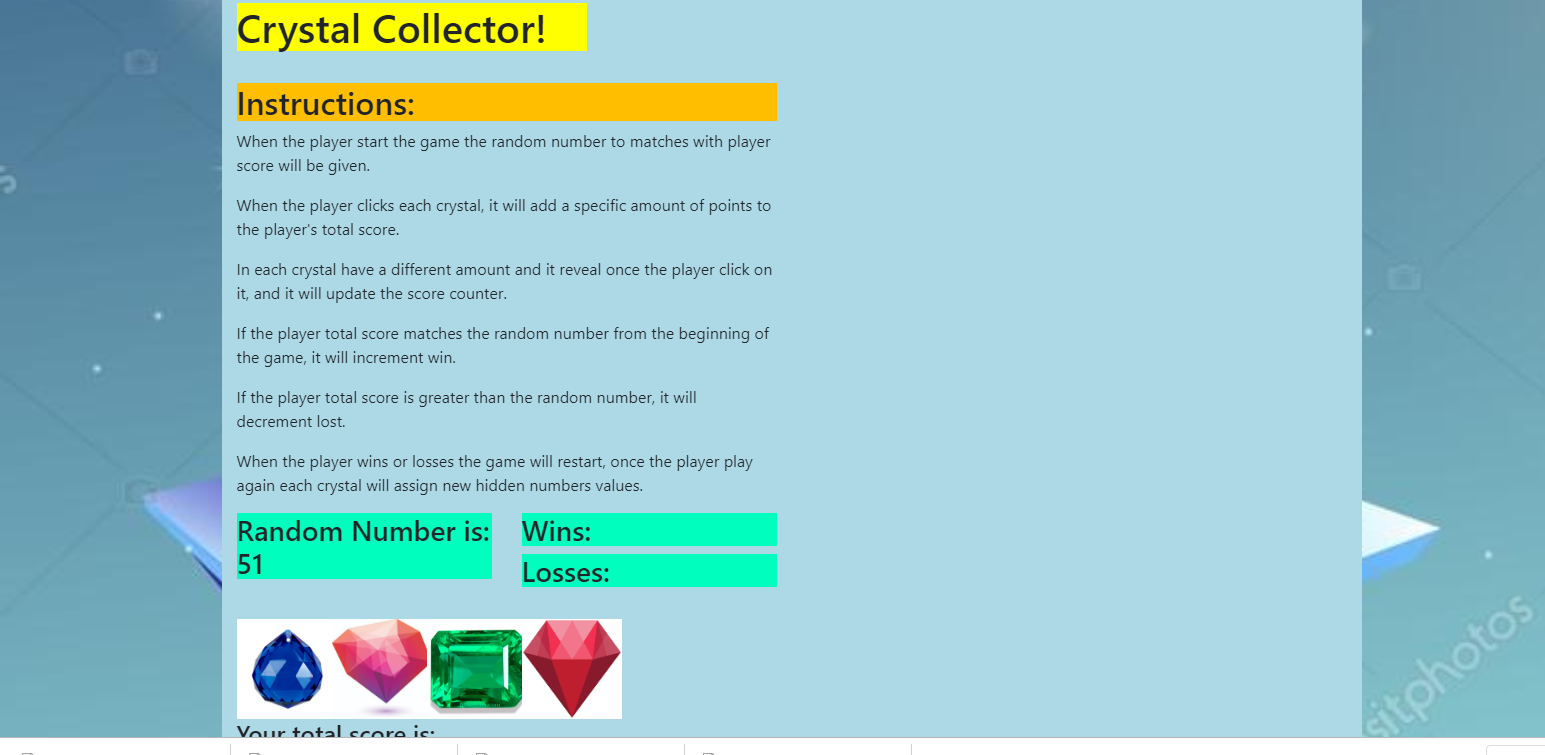 Crystal Collector!
Instructions:
When the player start the game the random number to matches with player
score will be given.
When the player clicks each crystal, it will add a specific amount of points to
the player's total score.
In each crystal have a different amount and it reveal once the player click on
it, and it will update the score counter.
If the player total score matches the random number from the beginning of
the game, it will increment win.
If the player total score is greater than the random number, it will
decrement lost.
When the player wins or losses the game will restart, once the player play
again each crystal will assign new hidden numbers values.
Random Number is:
51
Wins:
Losses:
Your total score is:
sitphotos
s